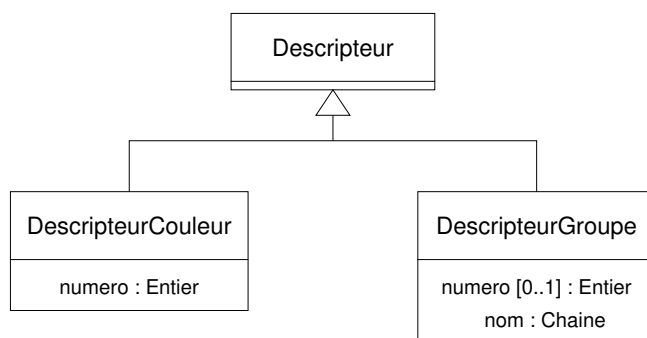 Descripteur
DescripteurCouleur
numero : Entier
DescripteurGroupe
numero [0..1] : Entier
nom : Chaine